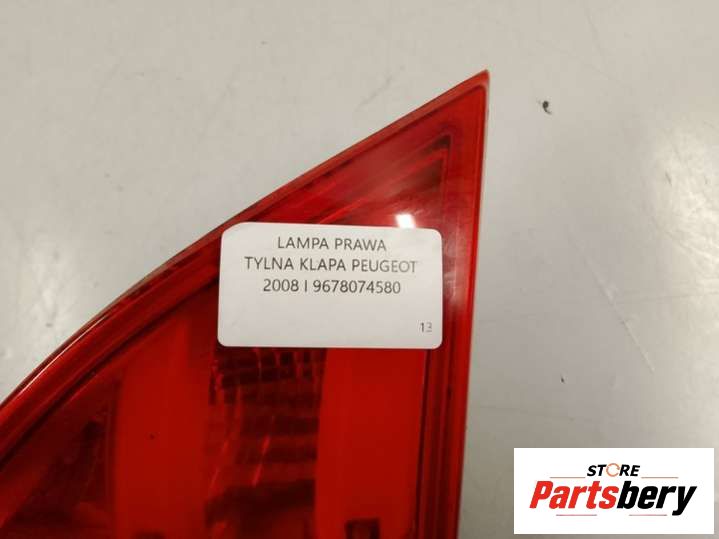 LAMPA PRAWA
TYLNA KLAPA PEUGEOT
2008 I 9678074580
13
STORE
Partsbery